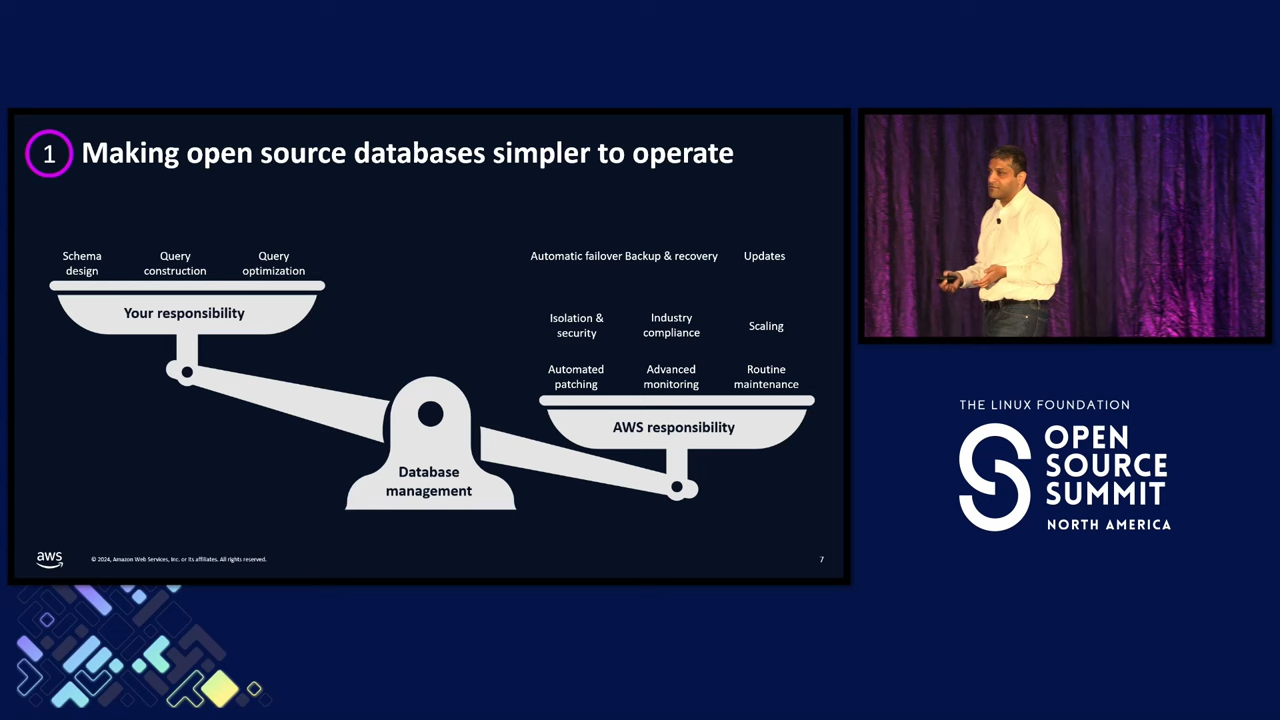 1 Making open source databases simpler to operate
Schema
design
Query
construction
Query
optimization
Your responsibility
Automatic failover
Backup & recovery
Updates
Isolation &
security
Industry
compliance
Scaling
Automated
patching
Advanced
monitoring
Routine
maintenance
AWS responsibility
Database
management
aws
© 2024, Amazon Web Services, Inc. or its affiliates. All rights reserved.
7
THE LINUX FOUNDATION
OPEN
SOURCE
SUMMIT
NORTH AMERICA